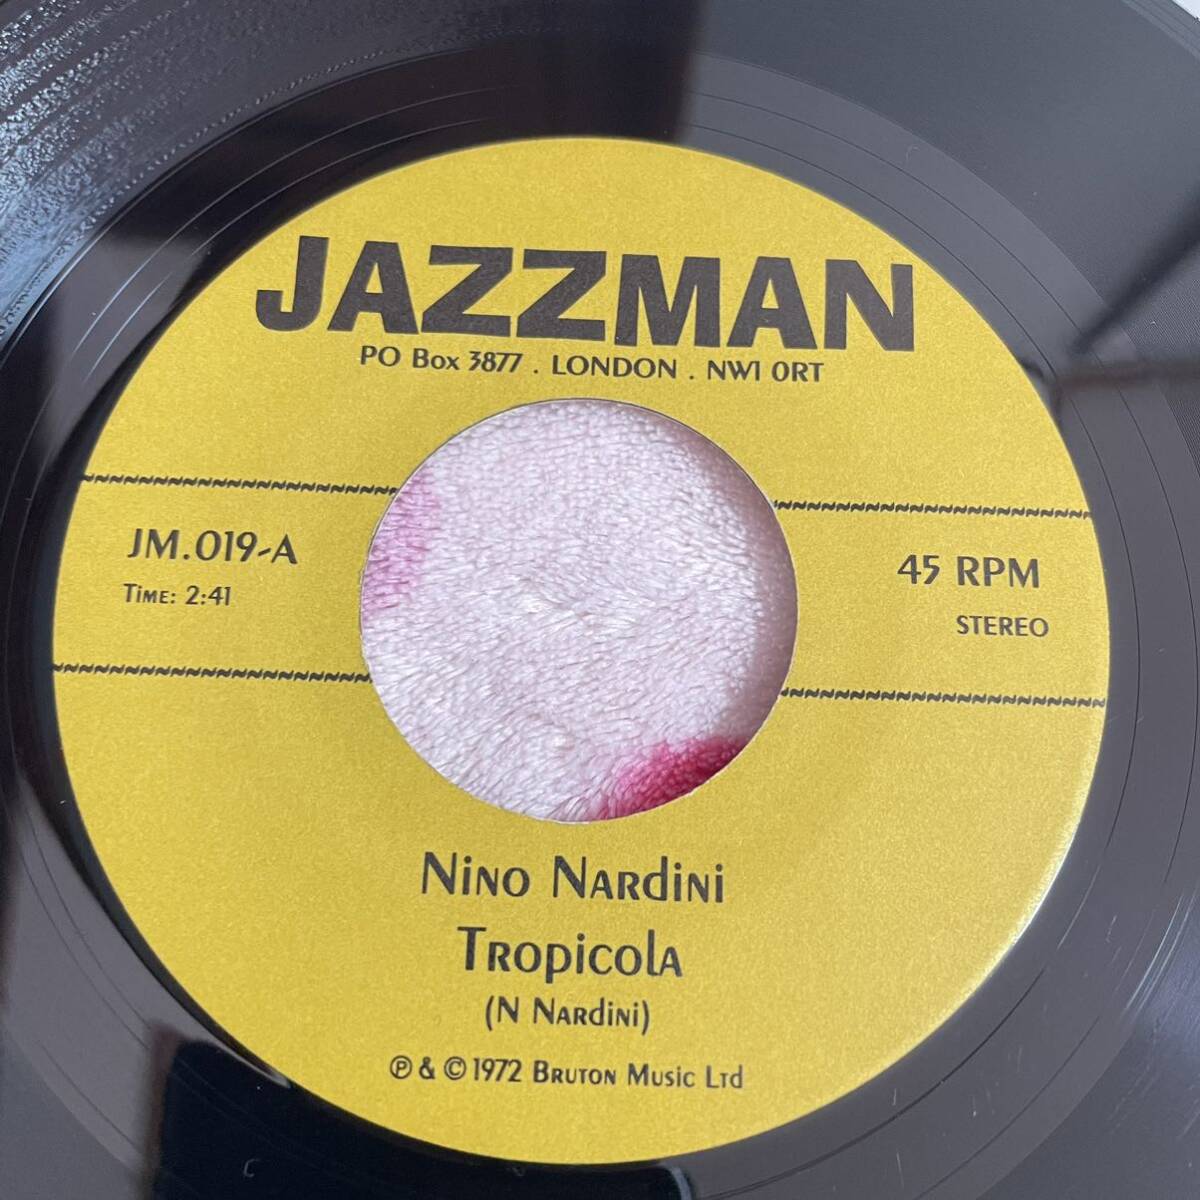 JAZZMAN
PO Box 3877 . LONDON . NW1 0RT
JM.019-A
Time: 2:41
45 RPM
STEREO
Nino Nardini
Tropicola
(N Nardini)
℗ & © 1972 Bruton Music Ltd